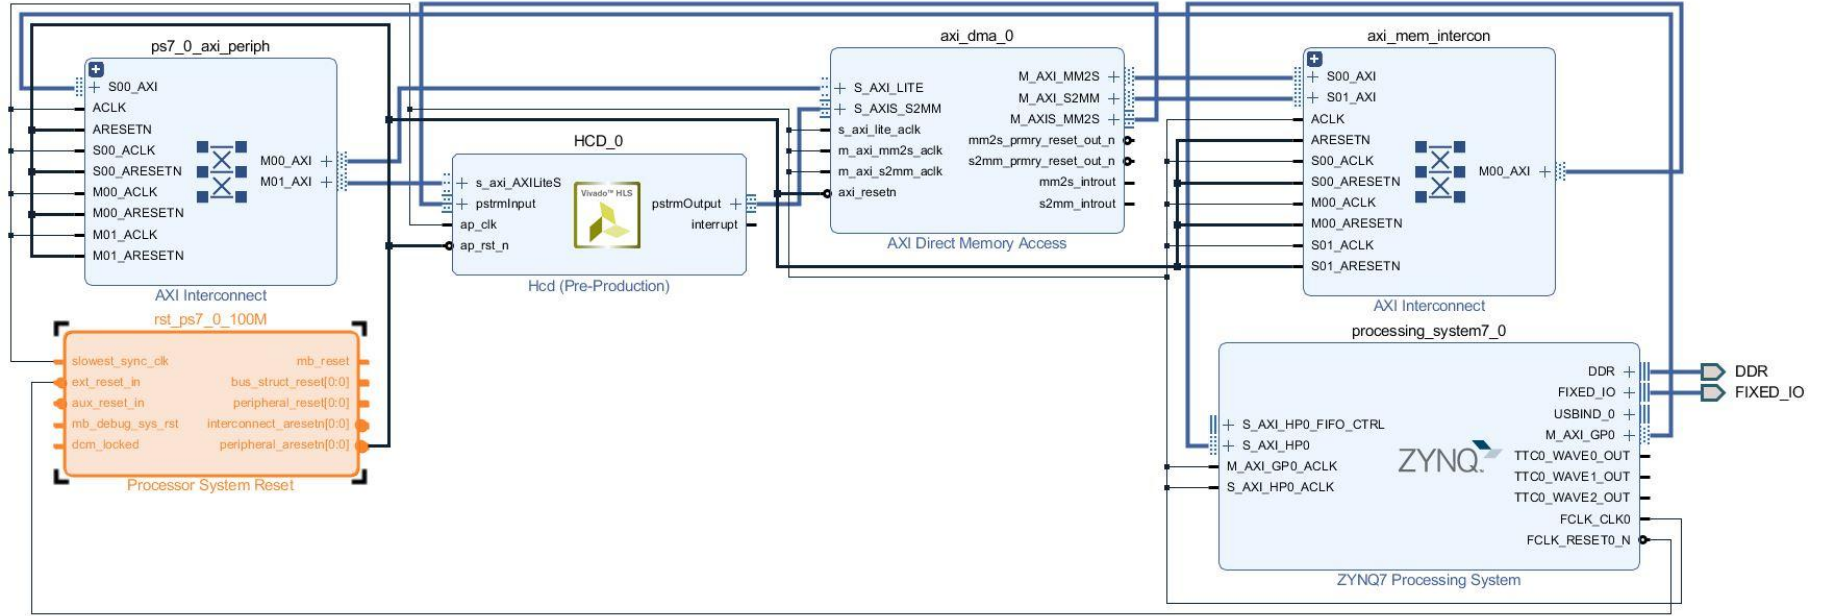 ps7_0_axi_periph
S00_AXI
ACLK
ARESETN
S00_ACLK
S00_ARESETN
M00_ACLK
M00_ARESETN
M01_ACLK
M01_ARESETN
M00_AXI
M01_AXI
AXI Interconnect
HCD_0
s_axi_AXILiteS
pstrmInput
ap_clk
ap_rst_n
Vivado™ HLS
pstrmOutput
interrupt
Hcd (Pre-Production)
axi_dma_0
S_AXI_LITE
S_AXIS_S2MM
s_axi_lite_aclk
m_axi_mm2s_aclk
m_axi_s2mm_aclk
axi_resetn
M_AXI_MM2S
M_AXI_S2MM
M_AXIS_MM2S
mm2s_prmry_reset_out_n
s2mm_prmry_reset_out_n
mm2s_introut
s2mm_introut
AXI Direct Memory Access
axi_mem_intercon
S00_AXI
S01_AXI
ACLK
ARESETN
S00_ACLK
S00_ARESETN
M00_ACLK
M00_ARESETN
S01_ACLK
S01_ARESETN
M00_AXI
AXI Interconnect
rst_ps7_0_100M
slowest_sync_clk
ext_reset_in
aux_reset_in
mb_debug_sys_rst
dcm_locked
mb_reset
bus_struct_reset[0:0]
peripheral_reset[0:0]
interconnect_aresetn[0:0]
peripheral_aresetn[0:0]
Processor System Reset
processing_system7_0
S_AXI_HP0_FIFO_CTRL
S_AXI_HP0
M_AXI_GP0_ACLK
S_AXI_HP0_ACLK
ZYNQ
DDR
FIXED_IO
USBIND_0
M_AXI_GP0
TTC0_WAVE0_OUT
TTC0_WAVE1_OUT
TTC0_WAVE2_OUT
FCLK_CLK0
FCLK_RESET0_N
ZYNQ7 Processing System
DDR
FIXED_IO